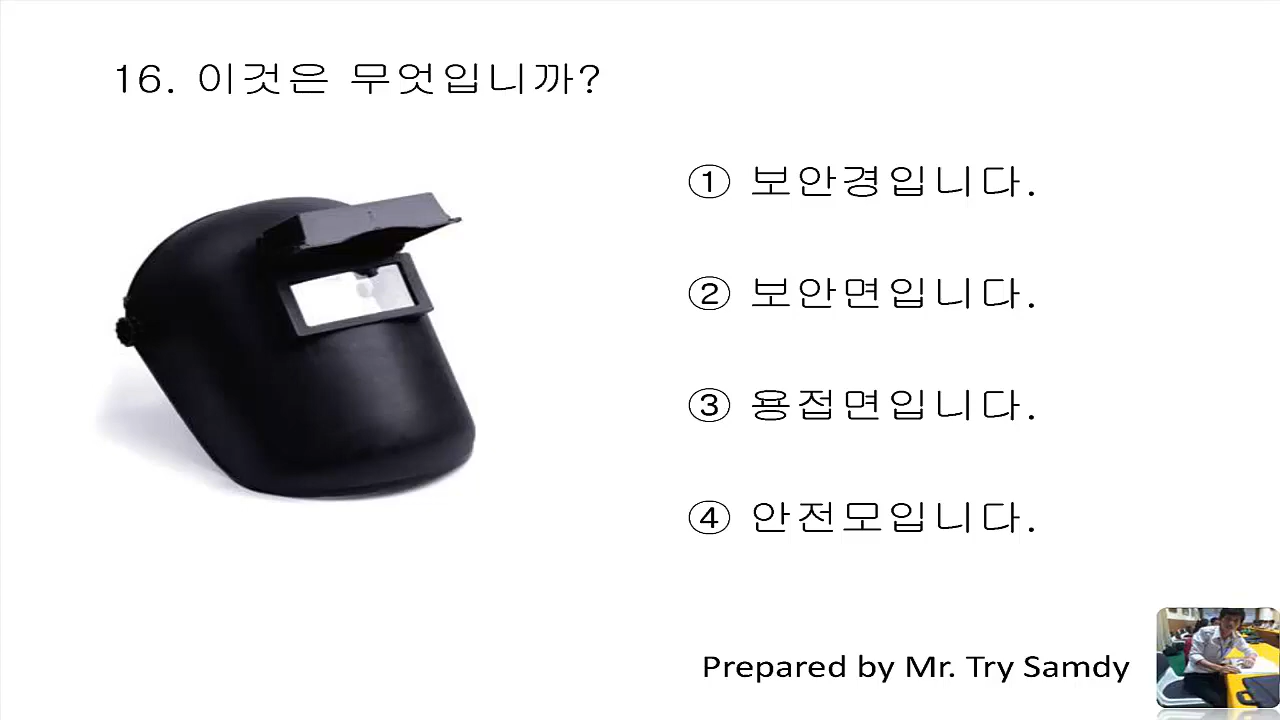 16. 이것은 무엇입니까?
① 보안경입니다.
② 보안면입니다.
③ 용접면입니다.
④ 안전모입니다.
Prepared by Mr. Try Samdy